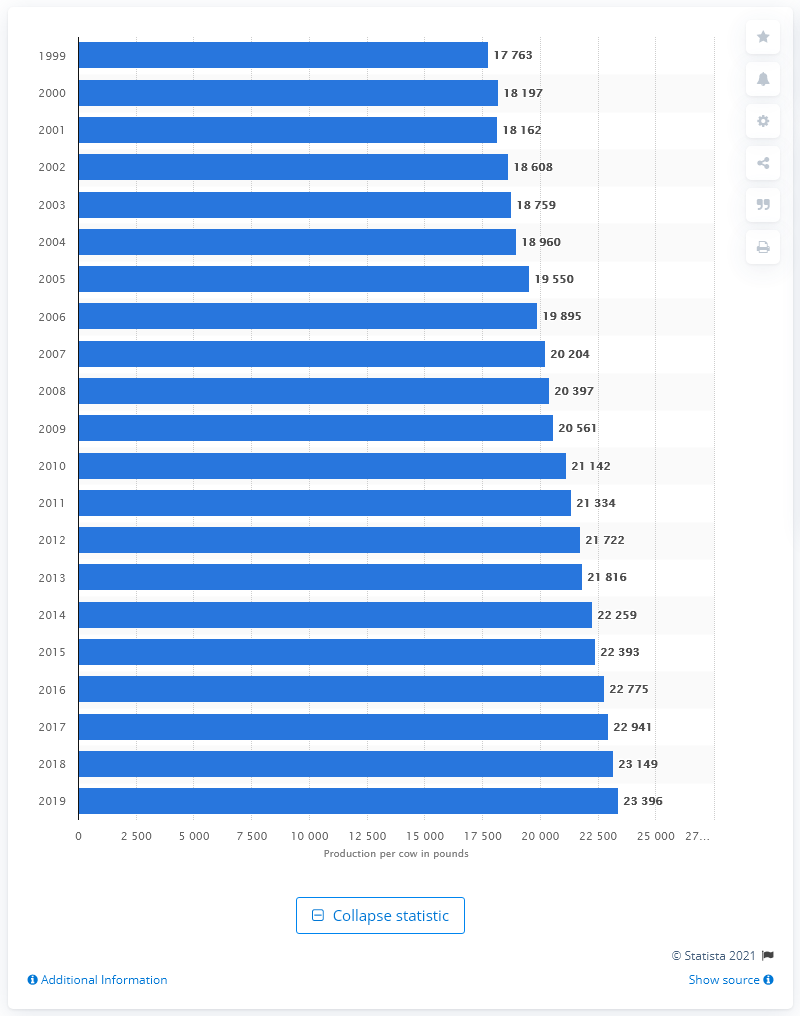 1999 17 763
2000 18 197
2001 18 162
2002 18 608
2003 18 759
2004 18 960
2005 19 550
2006 19 895
2007 20 204
2008 20 397
2009 20 561
2010 21 142
2011 21 334
2012 21 722
2013 21 816
2014 22 259
2015 22 393
2016 22 775
2017 22 941
2018 23 149
2019 23 396
0 2 500 5 000 7 500 10 000 12 500 15 000 17 500 20 000 22 500 25 000 27…
Production per cow in pounds
Collapse statistic
© Statista 2021
Additional Information Show source